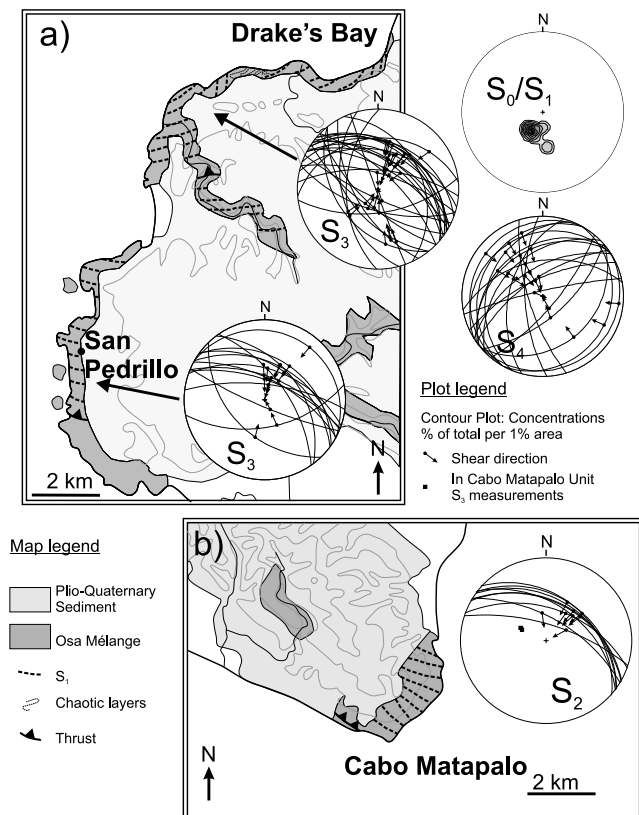 a)
Drake's Bay
N
S0/S1
N
S3
N
S4
San
Pedrillo
N
S3
N
2 km
Plot legend
Contour Plot: Concentrations
% of total per 1% area
Shear direction
In Cabo Matapalo Unit
S3 measurements
Map legend
Plio-Quaternary
Sediment
Osa Mélange
S1
Chaotic layers
Thrust
b)
N
S2
N
Cabo Matapalo
2 km